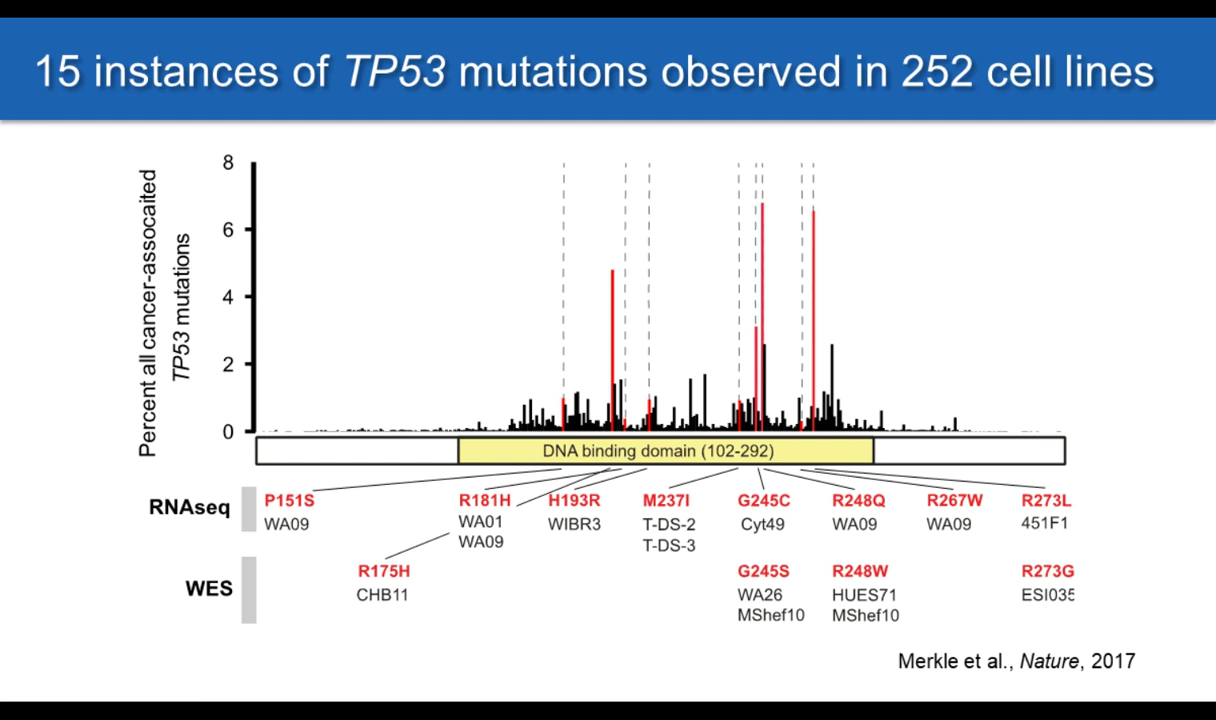 15 instances of TP53 mutations observed in 252 cell lines
Percent all cancer-assocaited
TP53 mutations
8
6
4
2
0
DNA binding domain (102-292)
RNAseq
P151S
WA09
R181H
WA01
WA09
H193R
WIBR3
M237I
T-DS-2
T-DS-3
G245C
Cyt49
R248Q
WA09
R267W
WA09
R273L
451F1
WES
R175H
CHB11
G245S
WA26
MShef10
R248W
HUES71
MShef10
R273G
ESI035
Merkle et al., Nature, 2017